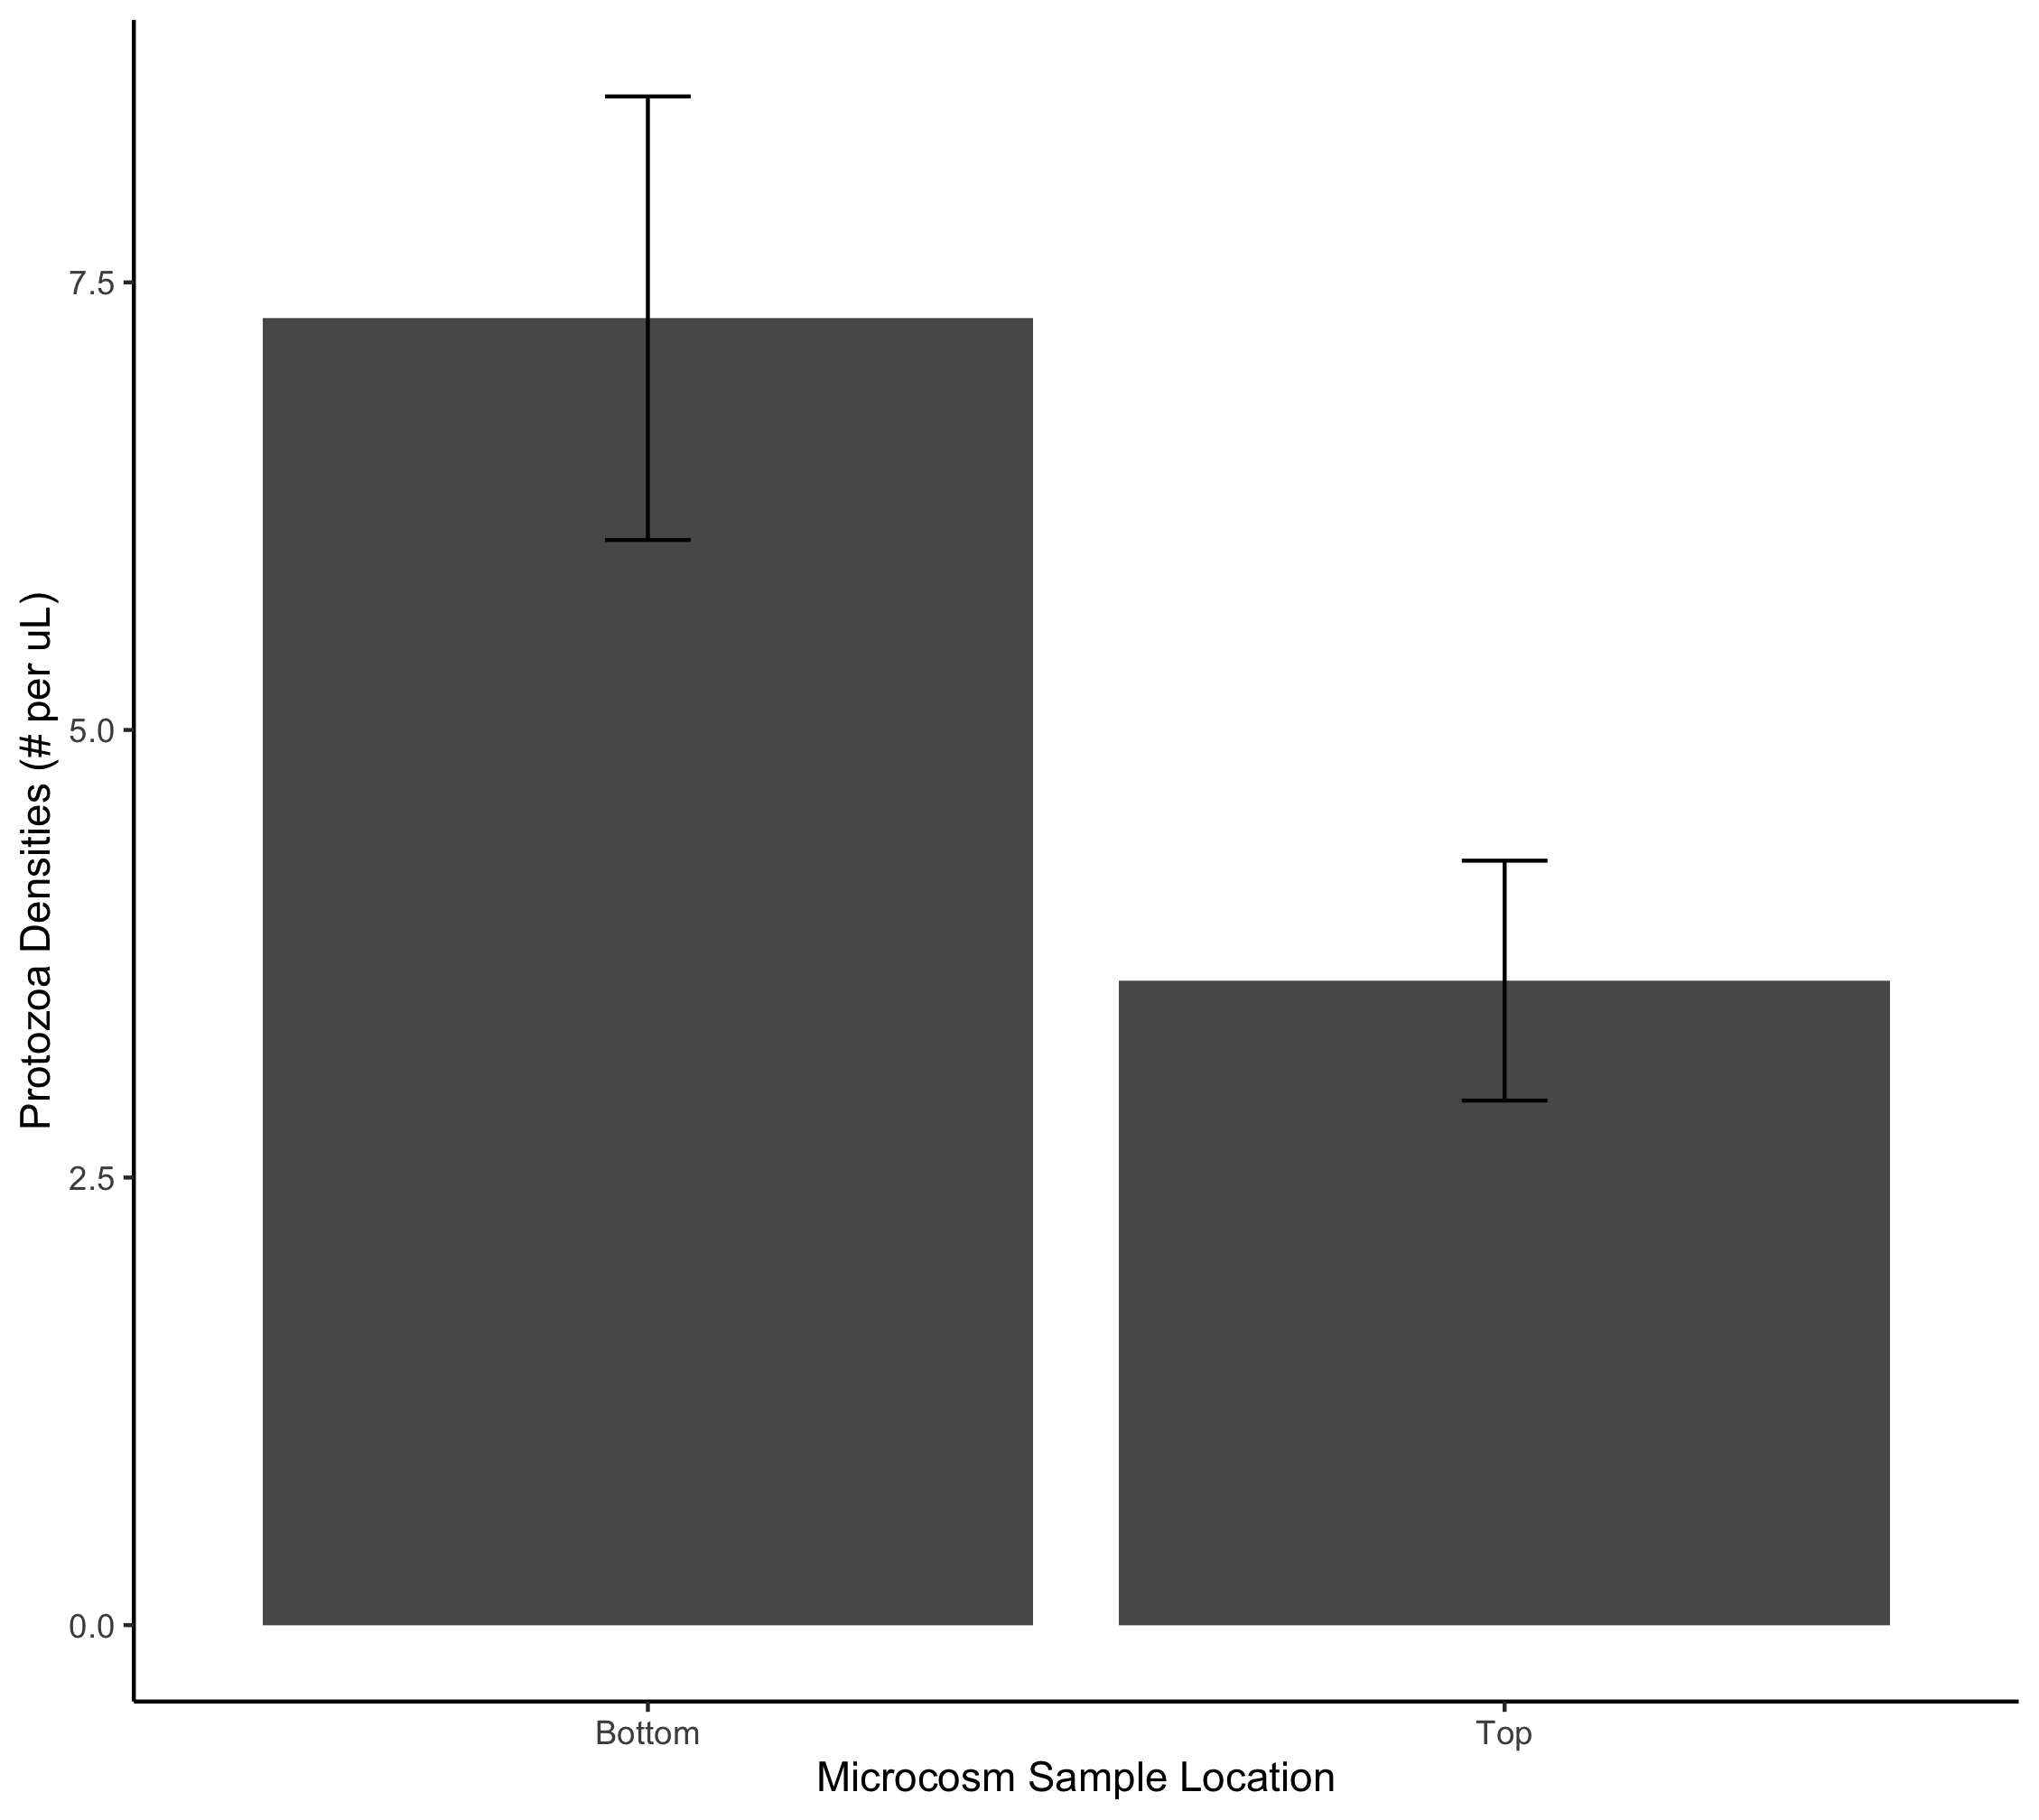 Protozoa Densities (# per uL)
7.5
5.0
2.5
0.0
Bottom
Top
Microcosm Sample Location